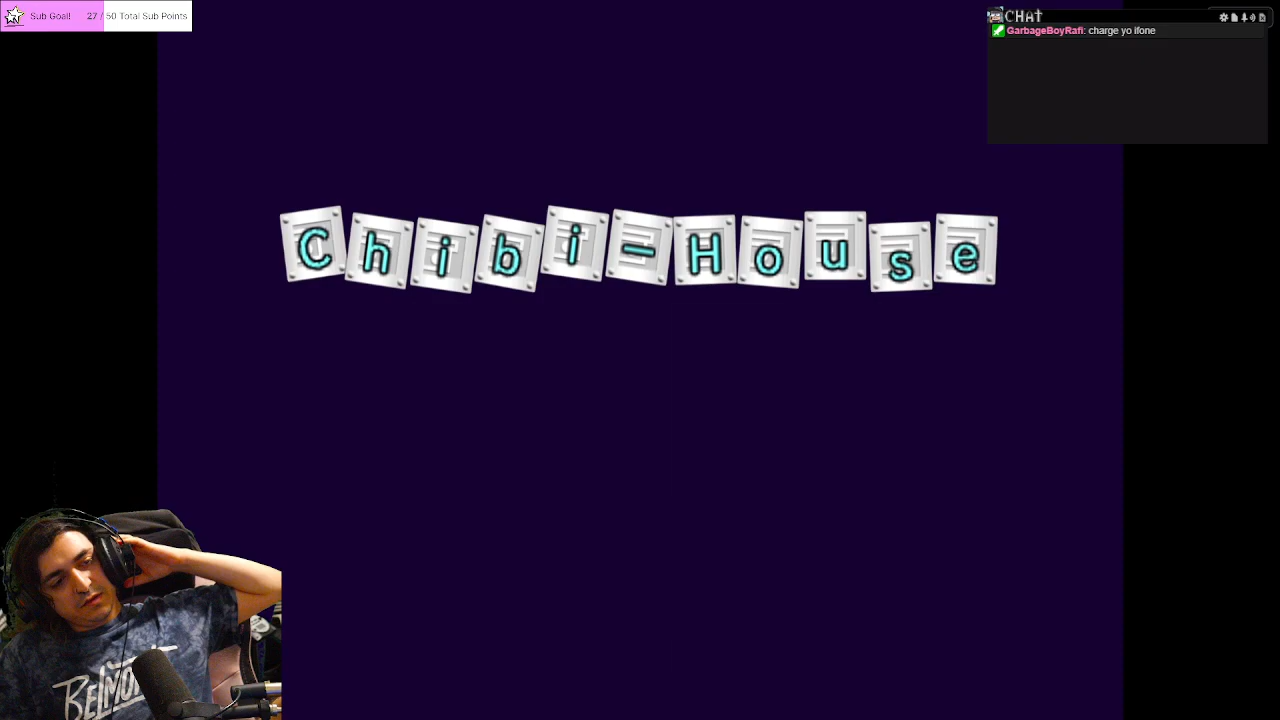 Sub Goal! 27 / 50 Total Sub Points
CHAT
GarbageBoyRafi: charge yo ifone
Chibi-House
BELMONT